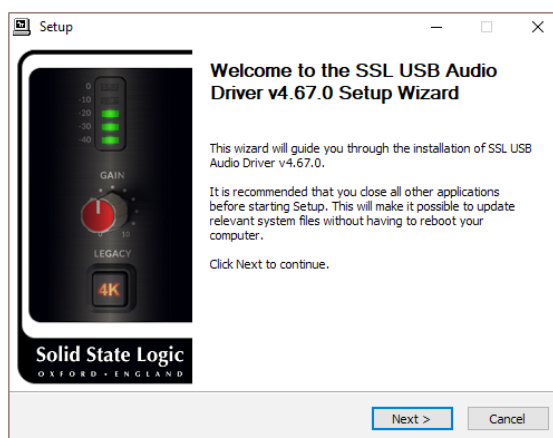 Setup
Welcome to the SSL USB Audio
Driver v4.67.0 Setup Wizard
This wizard will guide you through the installation of SSL USB
Audio Driver v4.67.0.
It is recommended that you close all other applications
before starting Setup. This will make it possible to update
relevant system files without having to reboot your
computer.
Click Next to continue.
0
-10
-20
-30
-40
GAIN
0 10
LEGACY
4K
Solid State Logic
OXFORD • ENGLAND
Next >
Cancel